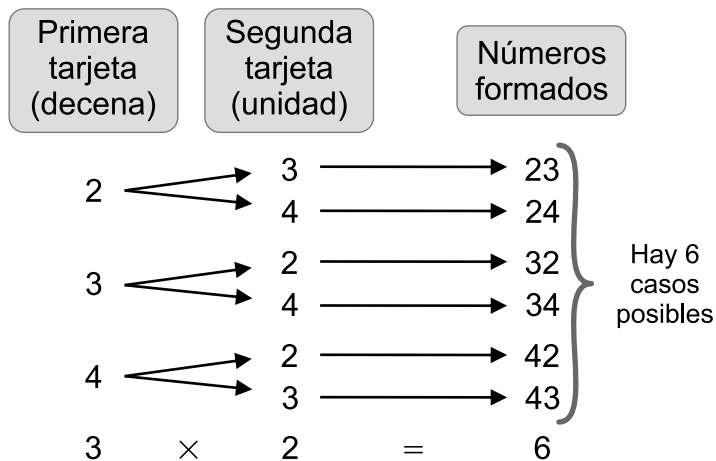 Primera
tarjeta
(decena)
Segunda
tarjeta
(unidad)
Números
formados
2
3
23
4
24
3
2
32
4
34
4
2
42
3
43
Hay 6
casos
posibles
3 × 2 = 6